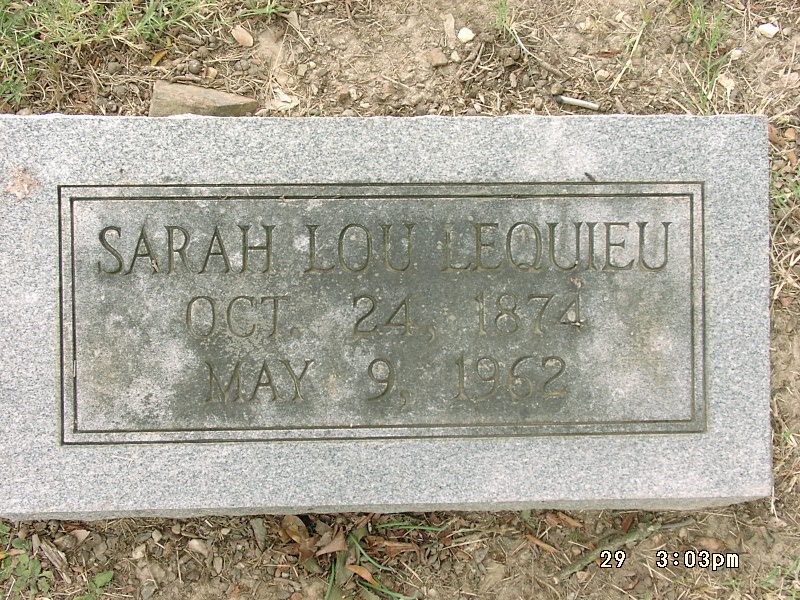 SARAH LOU LEQUIEU
OCT. 24, 1874
MAY 9, 1962
29 3:03pm